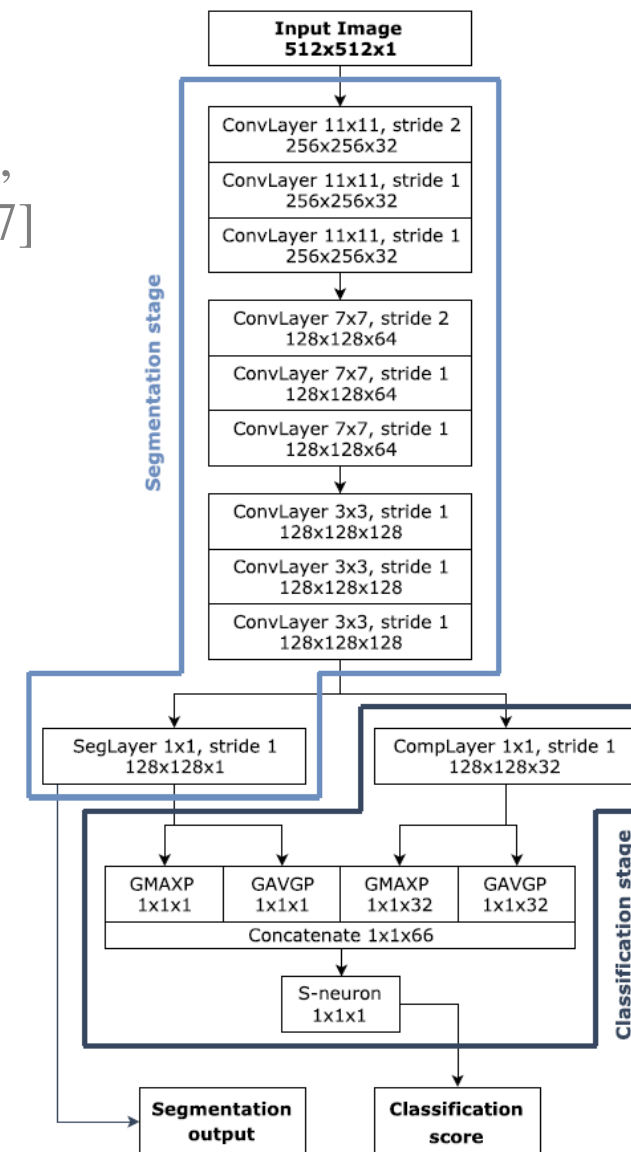 Input Image
512x512x1
,
7]
ConvLayer 11x11, stride 2
256x256x32
ConvLayer 11x11, stride 1
256x256x32
ConvLayer 11x11, stride 1
256x256x32
Segmentation stage
ConvLayer 7x7, stride 2
128x128x64
ConvLayer 7x7, stride 1
128x128x64
ConvLayer 7x7, stride 1
128x128x64
ConvLayer 3x3, stride 1
128x128x128
ConvLayer 3x3, stride 1
128x128x128
ConvLayer 3x3, stride 1
128x128x128
SegLayer 1x1, stride 1
128x128x1
CompLayer 1x1, stride 1
128x128x32
Classification stage
GMAXP
1x1x1
GAVGP
1x1x1
GMAXP
1x1x32
GAVGP
1x1x32
Concatenate 1x1x66
S-neuron
1x1x1
Segmentation
output
Classification
score